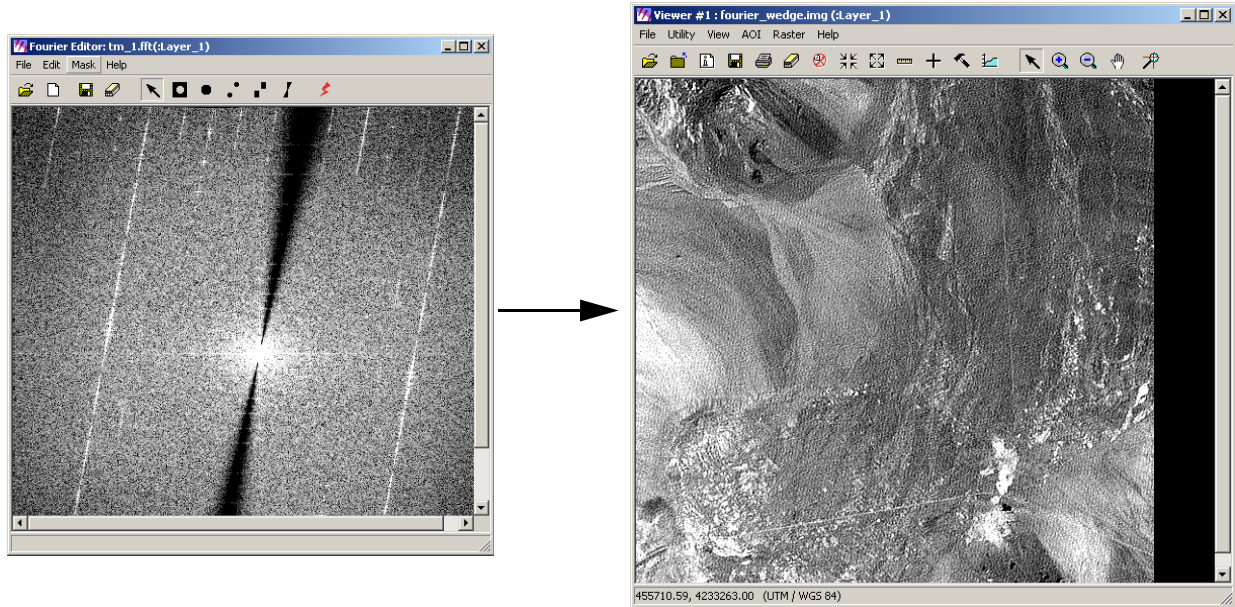 Fourier Editor: tm_1.fft(:Layer_1)
File Edit Mask Help
Viewer #1 : fourier_wedge.img (:Layer_1)
File Utility View AOI Raster Help
455710.59, 4233263.00 (UTM / WGS 84)